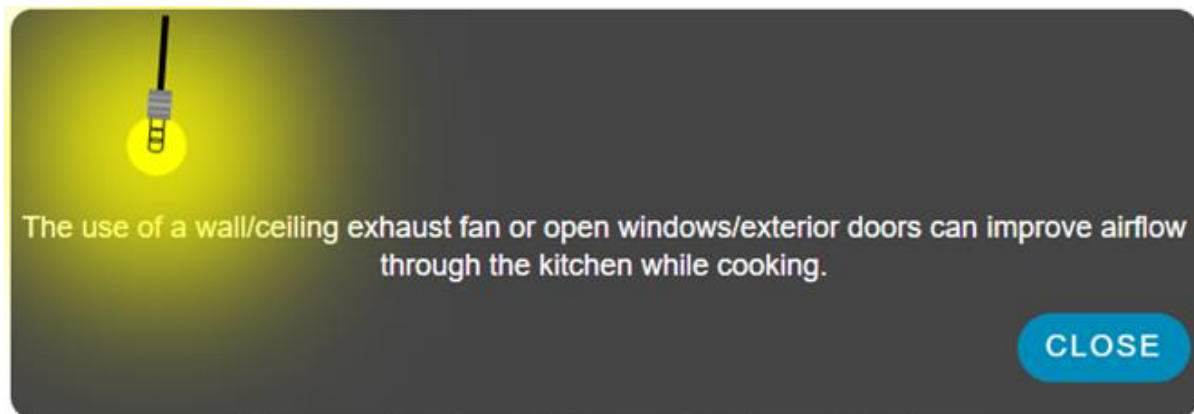 The use of a wall/ceiling exhaust fan or open windows/exterior doors can improve airflow
through the kitchen while cooking.
CLOSE